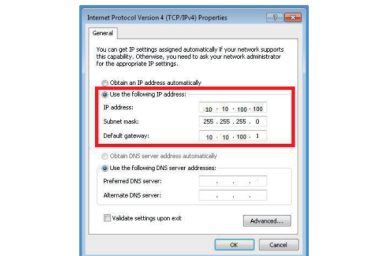 Internet Protocol Version 4 (TCP/IPv4) Properties
General
You can get IP settings assigned automatically if your network supports
this capability. Otherwise, you need to ask your network administrator
for the appropriate IP settings.
Obtain an IP address automatically
Use the following IP address:
IP address: 10 . 10 . 100 . 100
Subnet mask: 255 . 255 . 255 . 0
Default gateway: 10 . 10 . 100 . 1
Obtain DNS server address automatically
Use the following DNS server addresses:
Preferred DNS server: . . .
Alternate DNS server: . . .
Validate settings upon exit
Advanced...
OK Cancel